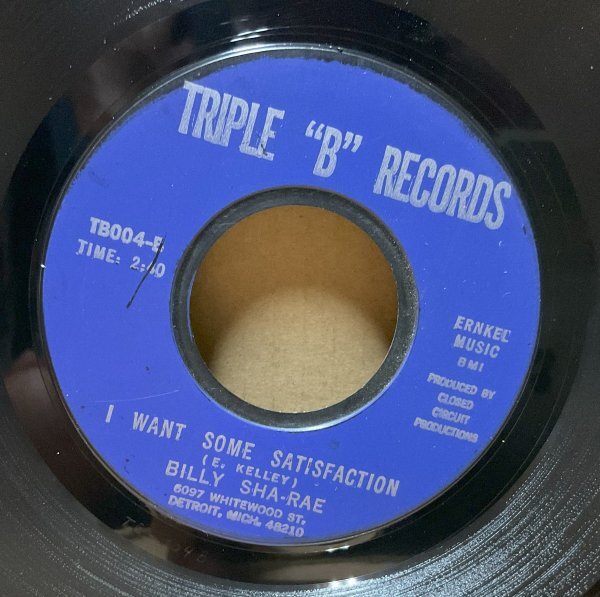 TRIPLE "B" RECORDS
TB004-B
TIME: 2:40
ERNKEL
MUSIC
BMI
PRODUCED BY
CLOSED
CIRCUIT
PRODUCTIONS
I WANT SOME SATISFACTION
(E. KELLEY)
BILLY SHA-RAE
6097 WHITEWOOD ST.
DETROIT, MICH. 48210